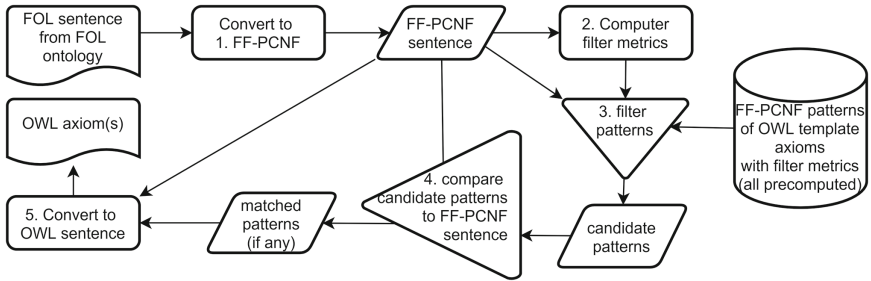 FOL sentence
from FOL
ontology
Convert to
1. FF-PCNF
FF-PCNF
sentence
2. Computer
filter metrics
3. filter
patterns
FF-PCNF patterns
of OWL template
axioms
with filter metrics
(all precomputed)
candidate
patterns
4. compare
candidate patterns
to FF-PCNF
sentence
matched
patterns
(if any)
5. Convert to
OWL sentence
OWL axiom(s)